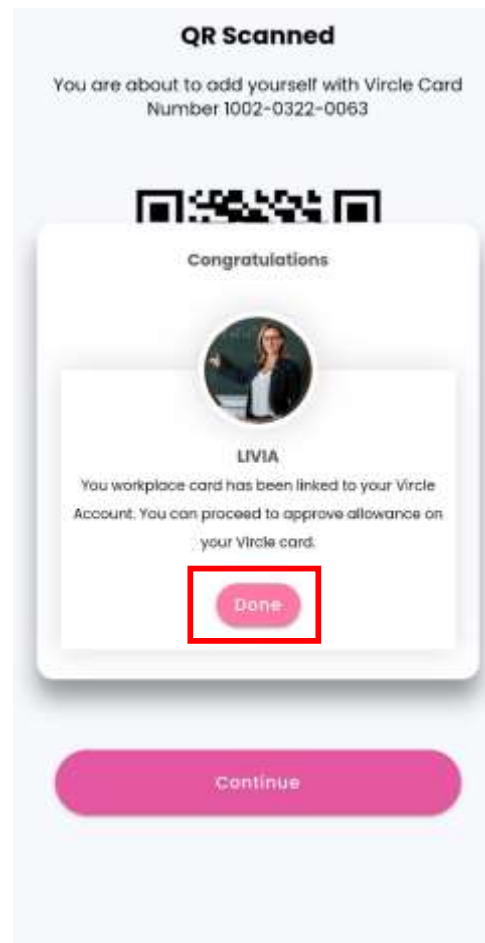 QR Scanned
You are about to add yourself with Vircle Card
Number 1002-0322-0063
Congratulations
LIVIA
You workplace card has been linked to your Vircle
Account. You can proceed to approve allowance on
your Vircle card.
Done
Continue